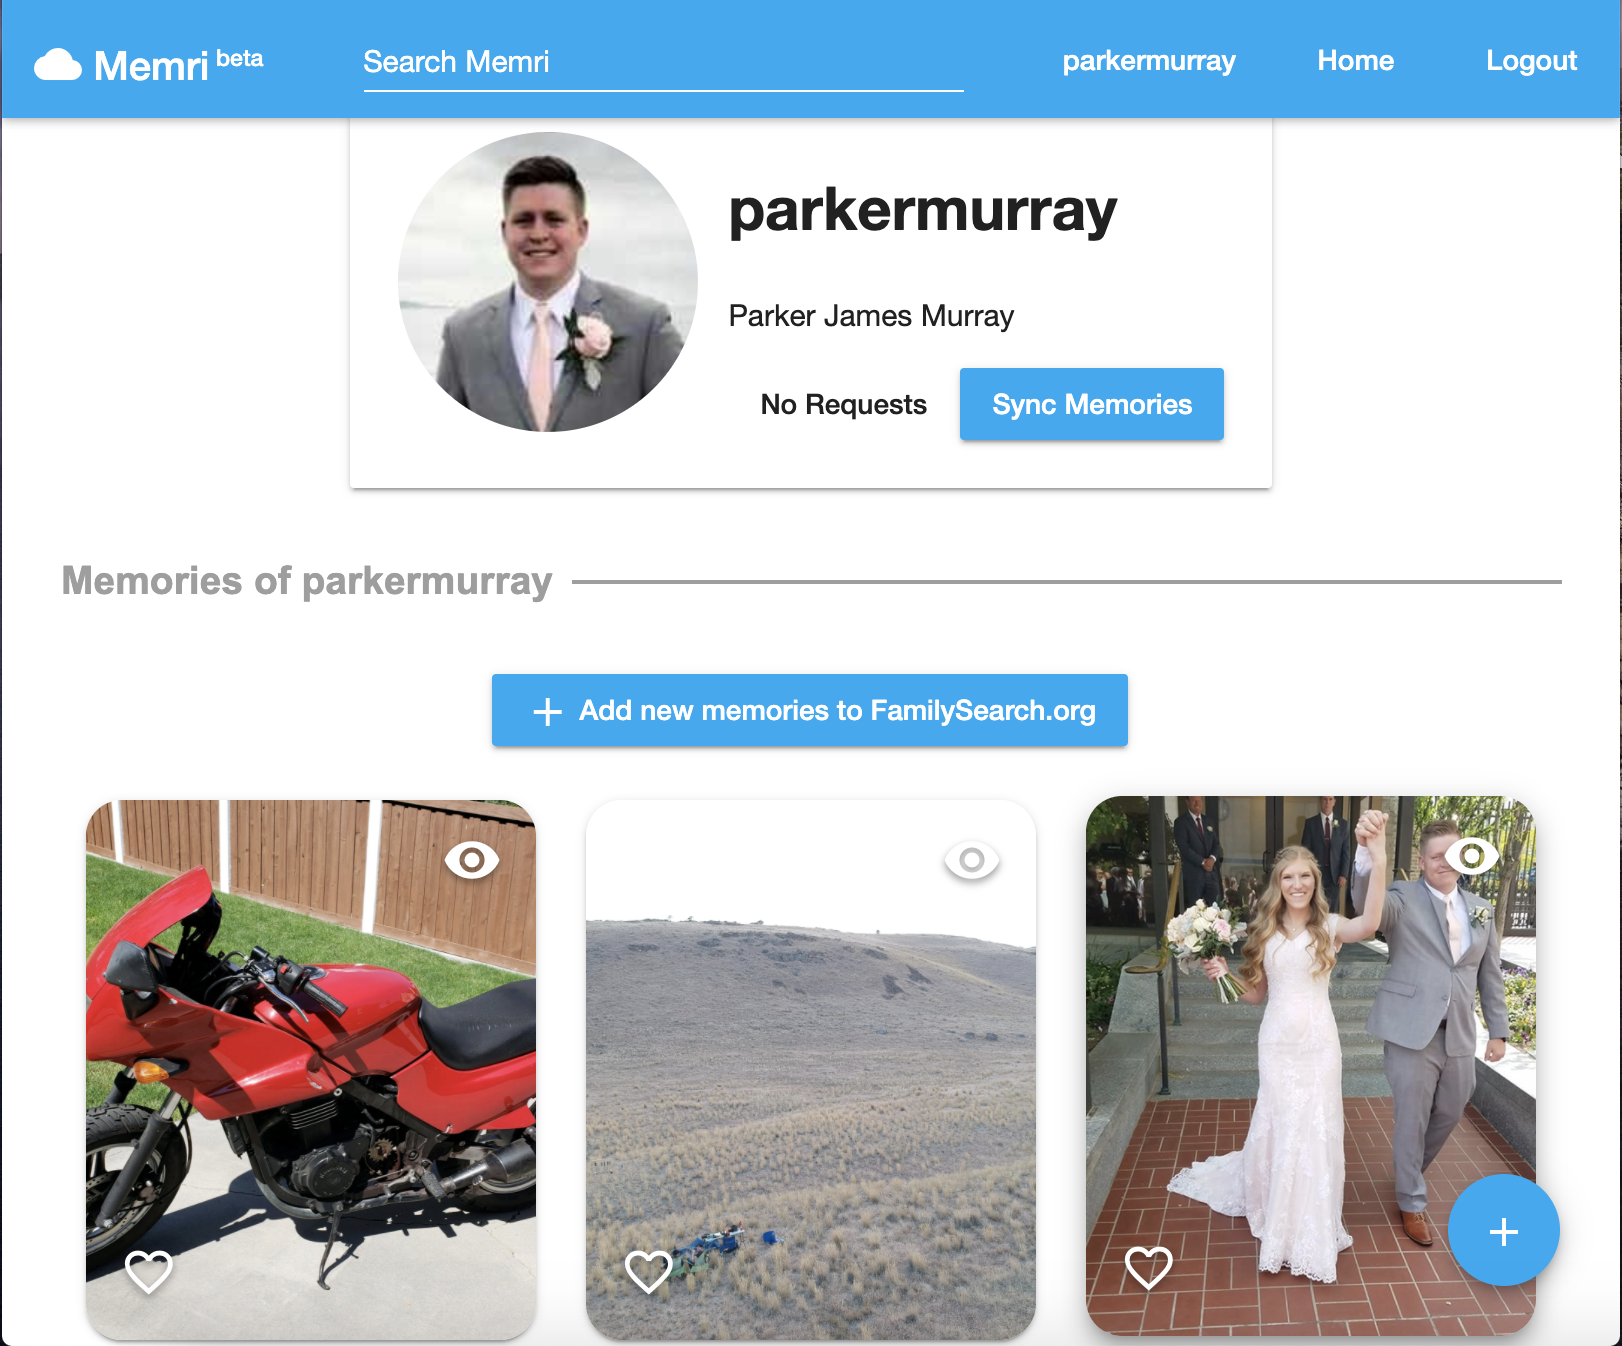 Memri beta
Search Memri
parkermurray
Home
Logout
parkermurray
Parker James Murray
No Requests
Sync Memories
Memories of parkermurray
+ Add new memories to FamilySearch.org
+